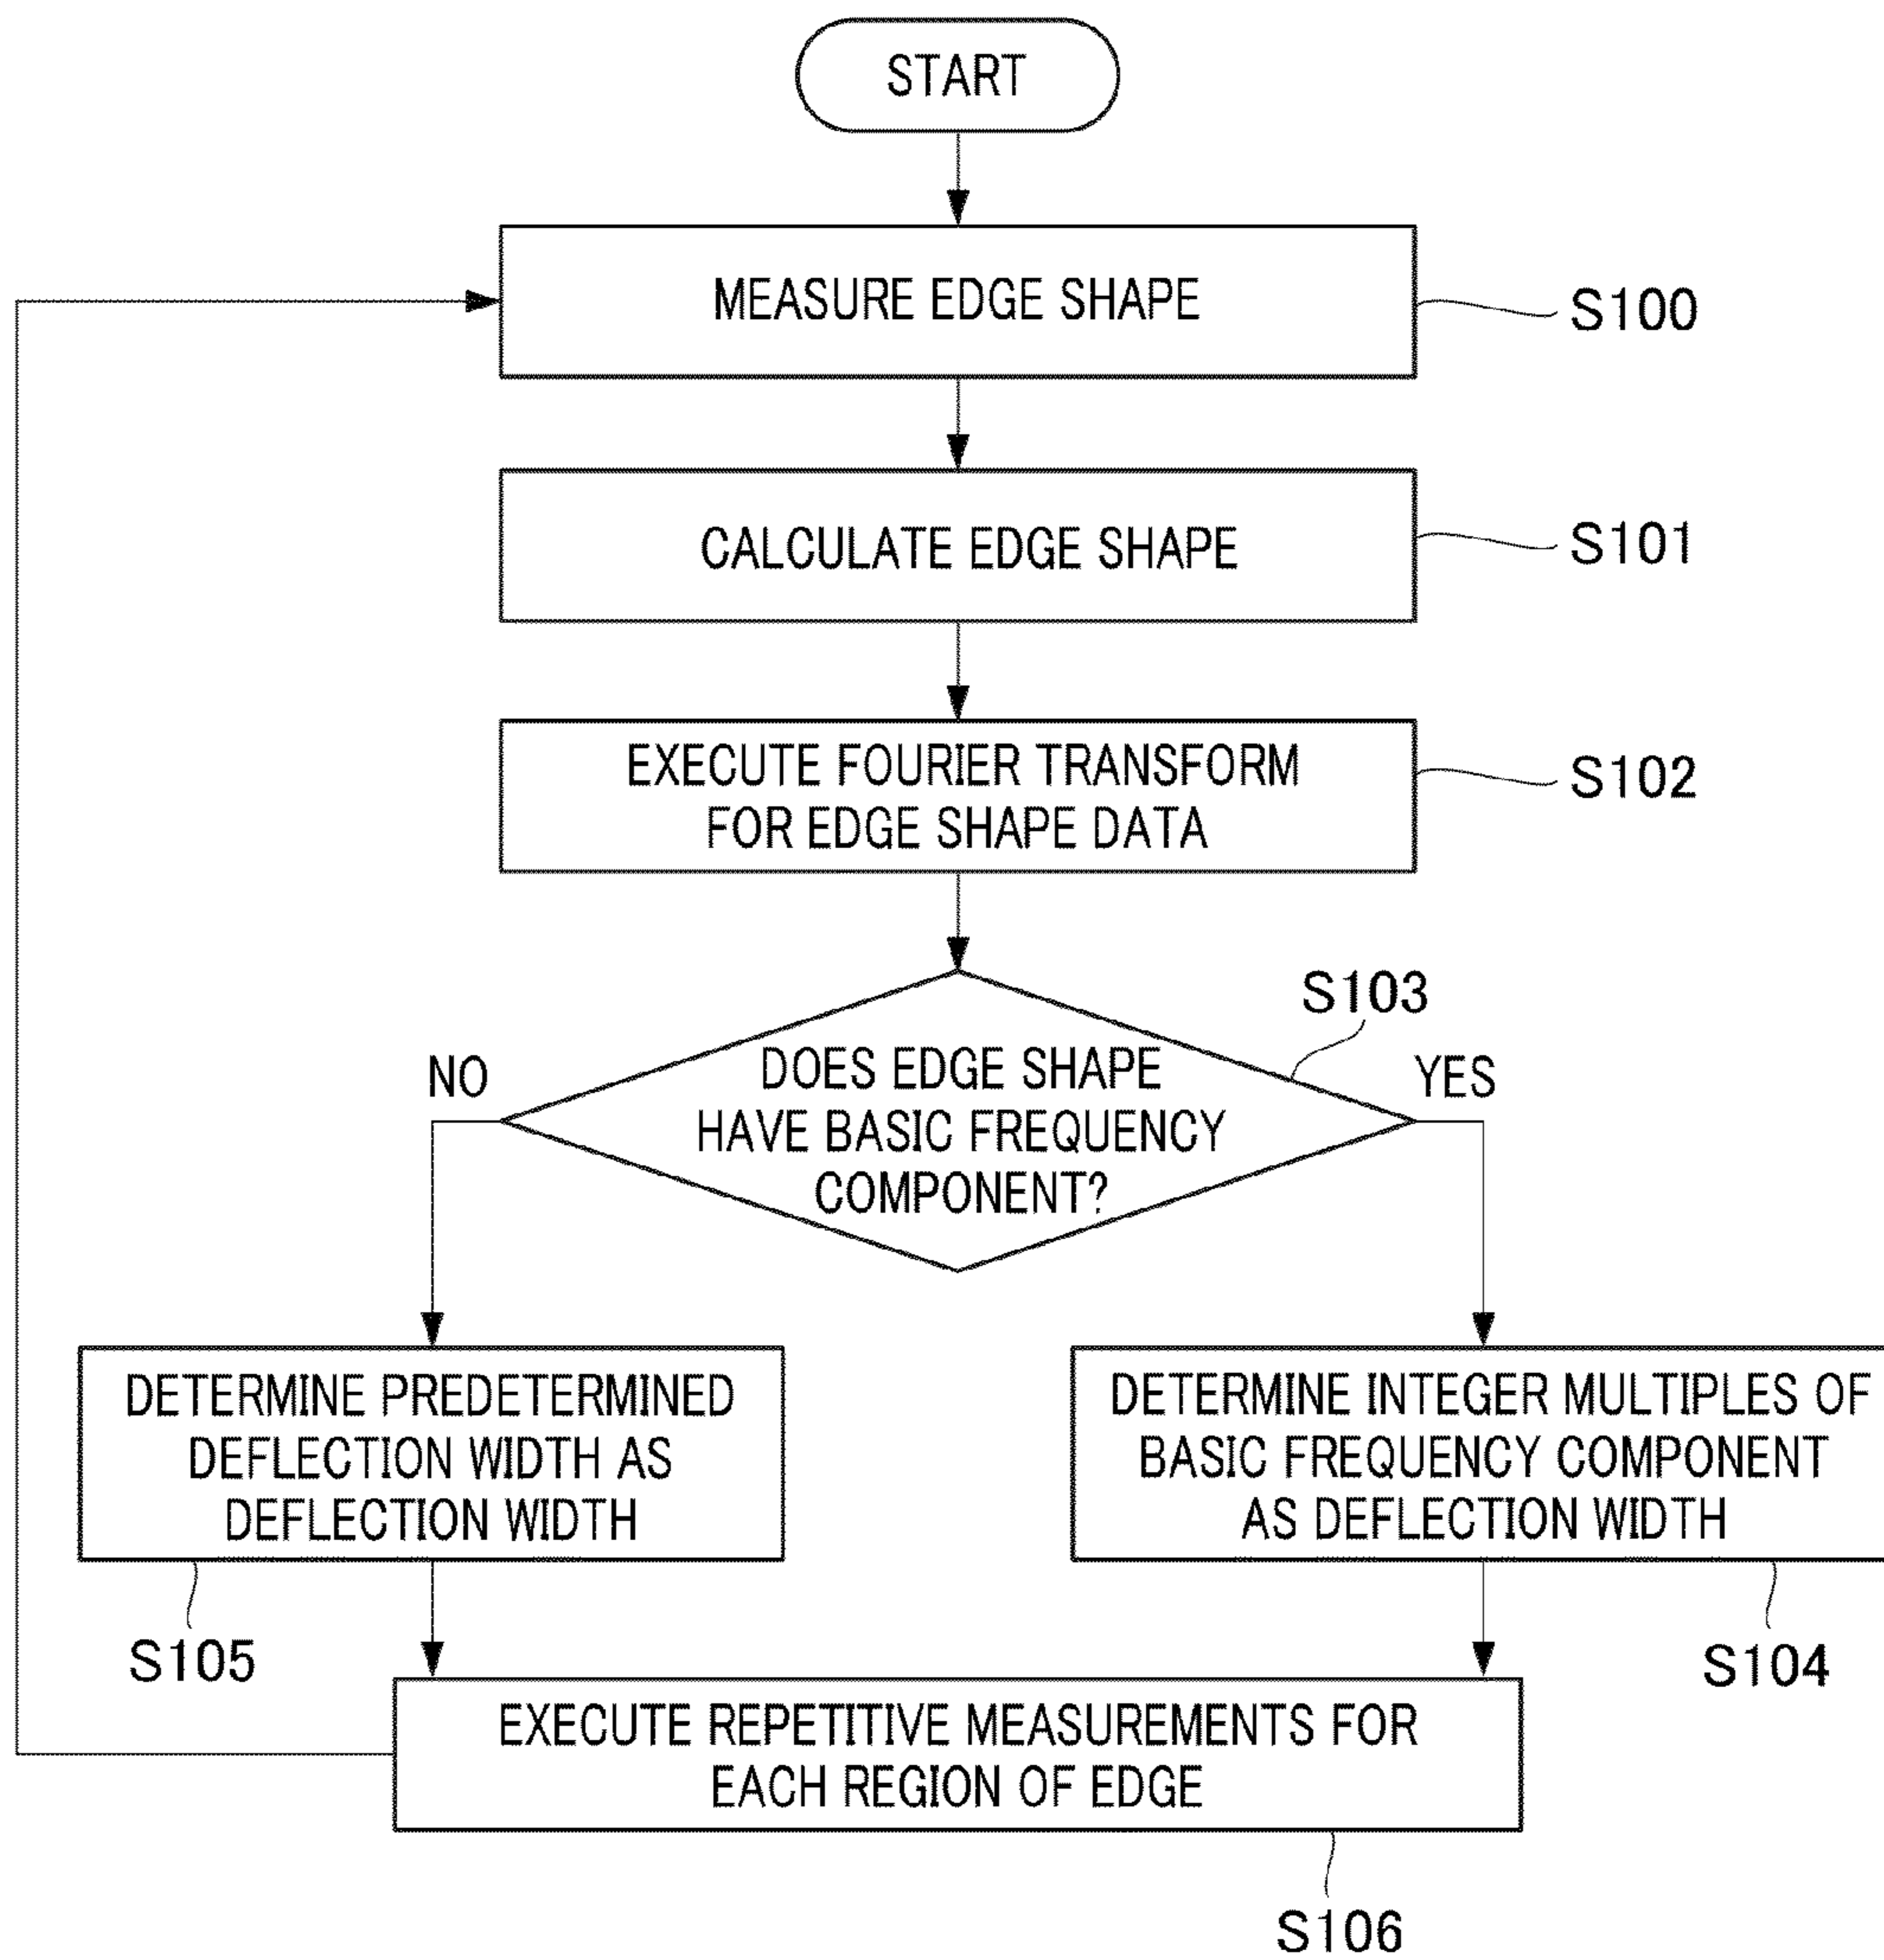 START
MEASURE EDGE SHAPE
S100
CALCULATE EDGE SHAPE
S101
EXECUTE FOURIER TRANSFORM
FOR EDGE SHAPE DATA
S102
S103
NO
DOES EDGE SHAPE
HAVE BASIC FREQUENCY
COMPONENT?
YES
DETERMINE PREDETERMINED
DEFLECTION WIDTH AS
DEFLECTION WIDTH
S105
DETERMINE INTEGER MULTIPLES OF
BASIC FREQUENCY COMPONENT
AS DEFLECTION WIDTH
S104
EXECUTE REPETITIVE MEASUREMENTS FOR
EACH REGION OF EDGE
S106